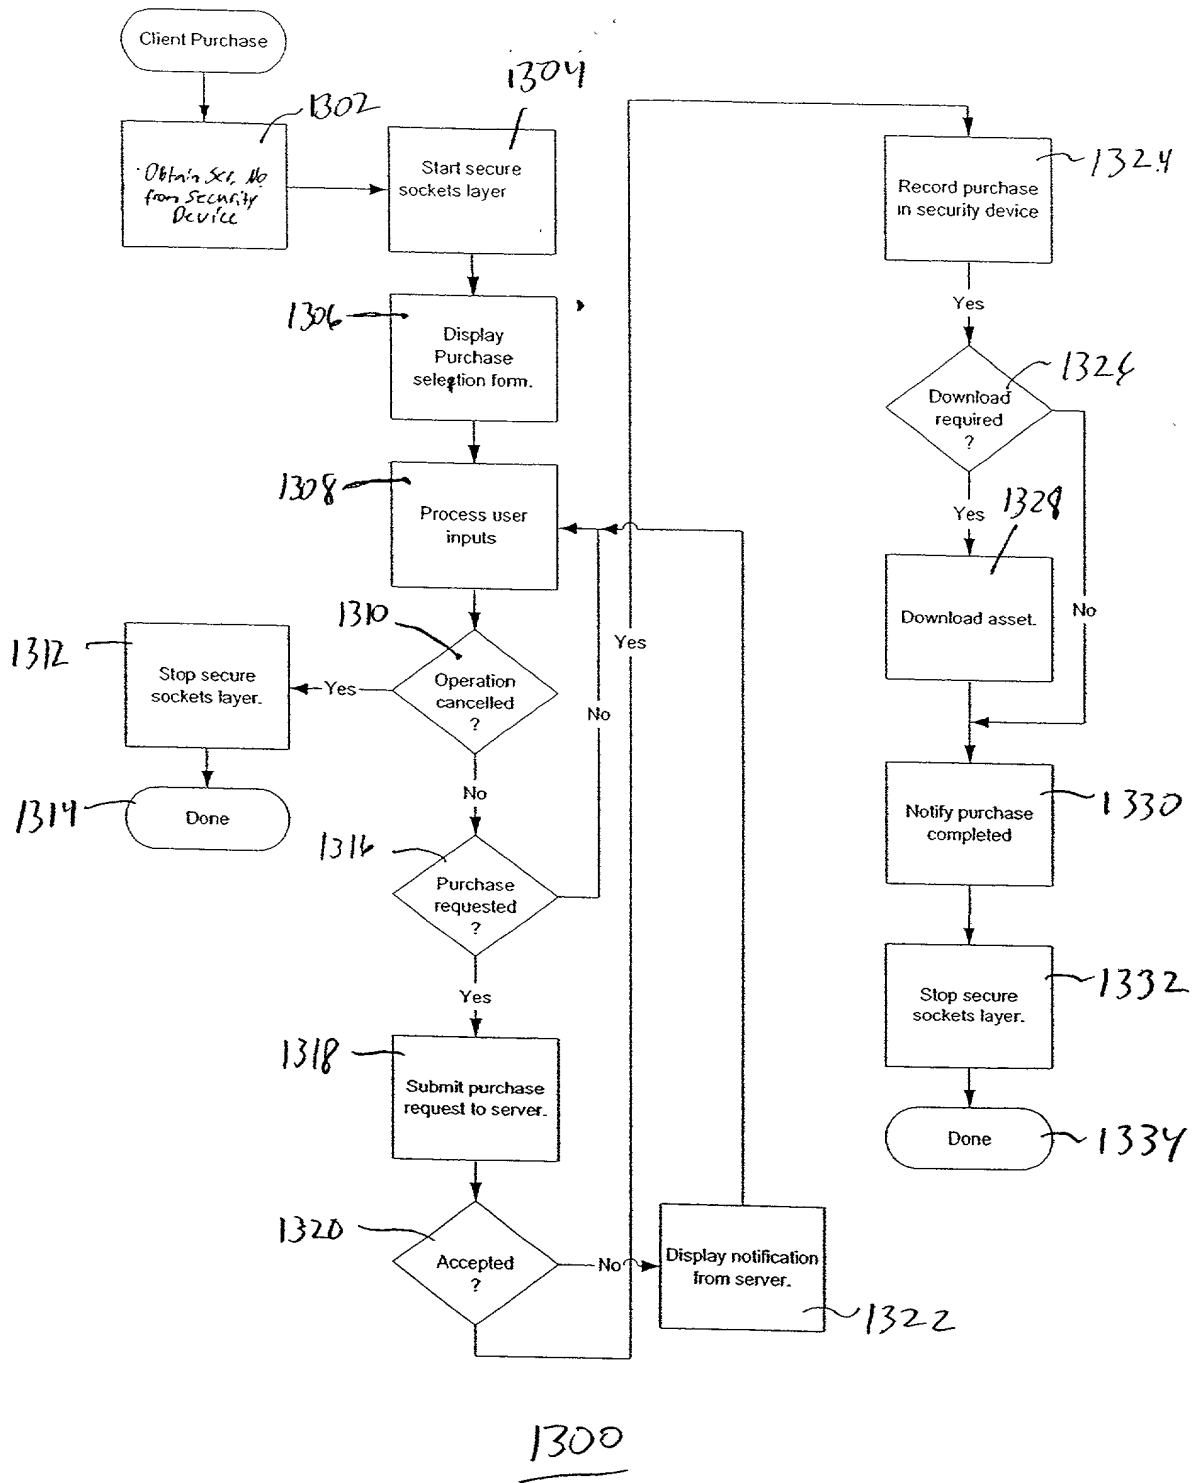 Client Purchase
1302
Obtain Ser. No
from Security
Device
1304
Start secure
sockets layer
1306
Display
Purchase
selection form.
1308
Process user
inputs
1310
Operation
cancelled
?
Yes
1312
Stop secure
sockets layer.
1314
Done
No
1316
Purchase
requested
?
No
Yes
1318
Submit purchase
request to server.
1320
Accepted
?
No
Display notification
from server.
1322
Yes
1324
Record purchase
in security device
Yes
1326
Download
required
?
Yes
No
1328
Download asset.
1330
Notify purchase
completed
1332
Stop secure
sockets layer.
1334
Done
1300